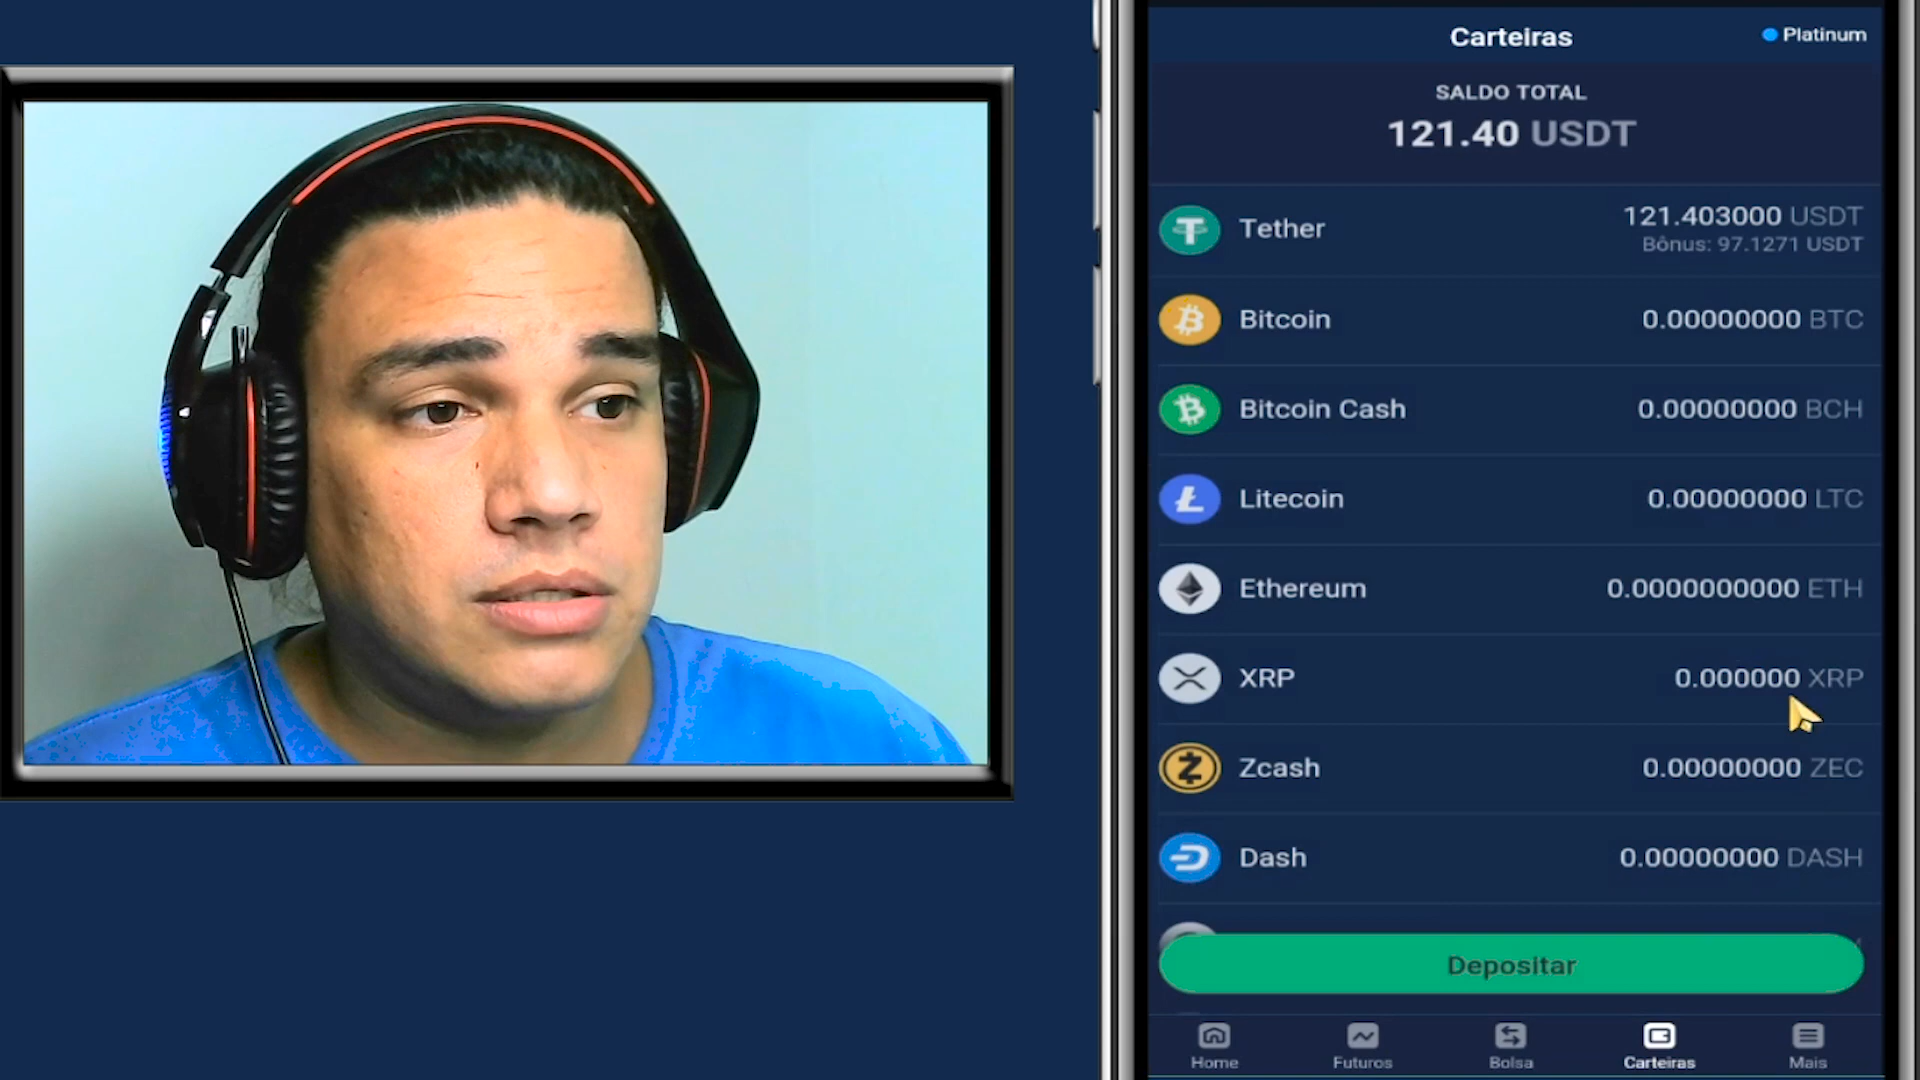 Carteiras
Platinum
SALDO TOTAL
121.40 USDT
Tether
121.403000 USDT
Bônus: 97.1271 USDT
Bitcoin
0.00000000 BTC
Bitcoin Cash
0.00000000 BCH
Litecoin
0.00000000 LTC
Ethereum
0.0000000000 ETH
XRP
0.000000 XRP
Zcash
0.00000000 ZEC
Dash
0.00000000 DASH
Depositar
Home
Futuros
Bolsa
Carteiras
Mais